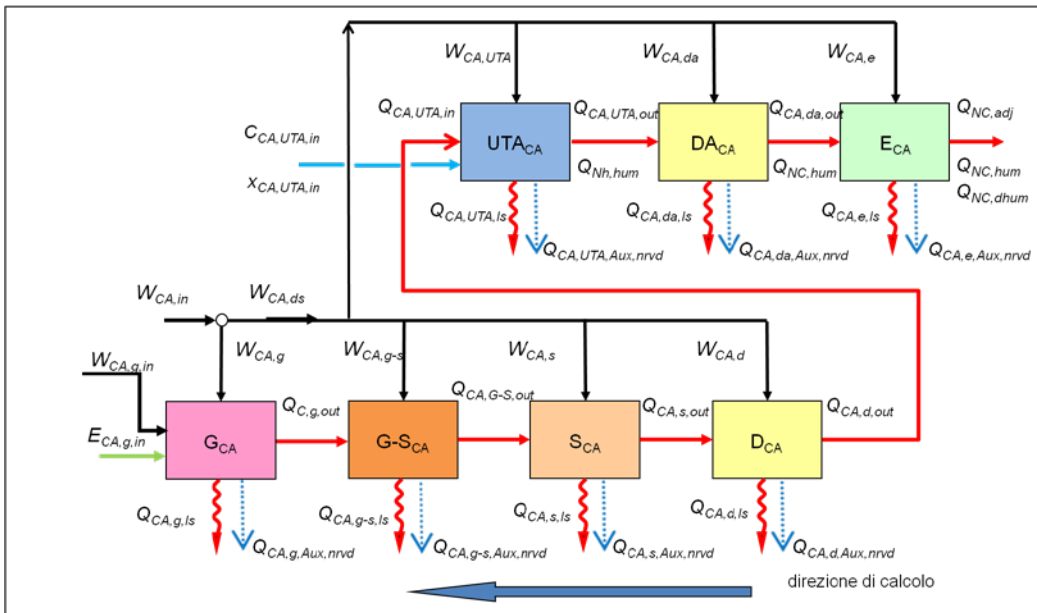 W_CA,UTA
W_CA,da
W_CA,e
Q_CA,UTA,in
Q_CA,UTA,out
Q_CA,da,out
Q_NC,adj
C_CA,UTA,in
UTA_CA
DA_CA
E_CA
x_CA,UTA,in
Q_Nh,hum
Q_NC,hum
Q_NC,hum
Q_NC,dhum
Q_CA,UTA,ls
Q_CA,da,ls
Q_CA,e,ls
Q_CA,UTA,Aux,nrvd
Q_CA,da,Aux,nrvd
Q_CA,e,Aux,nrvd
W_CA,in
W_CA,ds
W_CA,g
W_CA,g-s
W_CA,s
W_CA,d
W_CA,g,in
Q_C,g,out
Q_CA,G-S,out
Q_CA,s,out
Q_CA,d,out
E_CA,g,in
G_CA
G-S_CA
S_CA
D_CA
Q_CA,g,ls
Q_CA,g-s,ls
Q_CA,s,ls
Q_CA,d,ls
Q_CA,g,Aux,nrvd
Q_CA,g-s,Aux,nrvd
Q_CA,s,Aux,nrvd
Q_CA,d,Aux,nrvd
direzione di calcolo